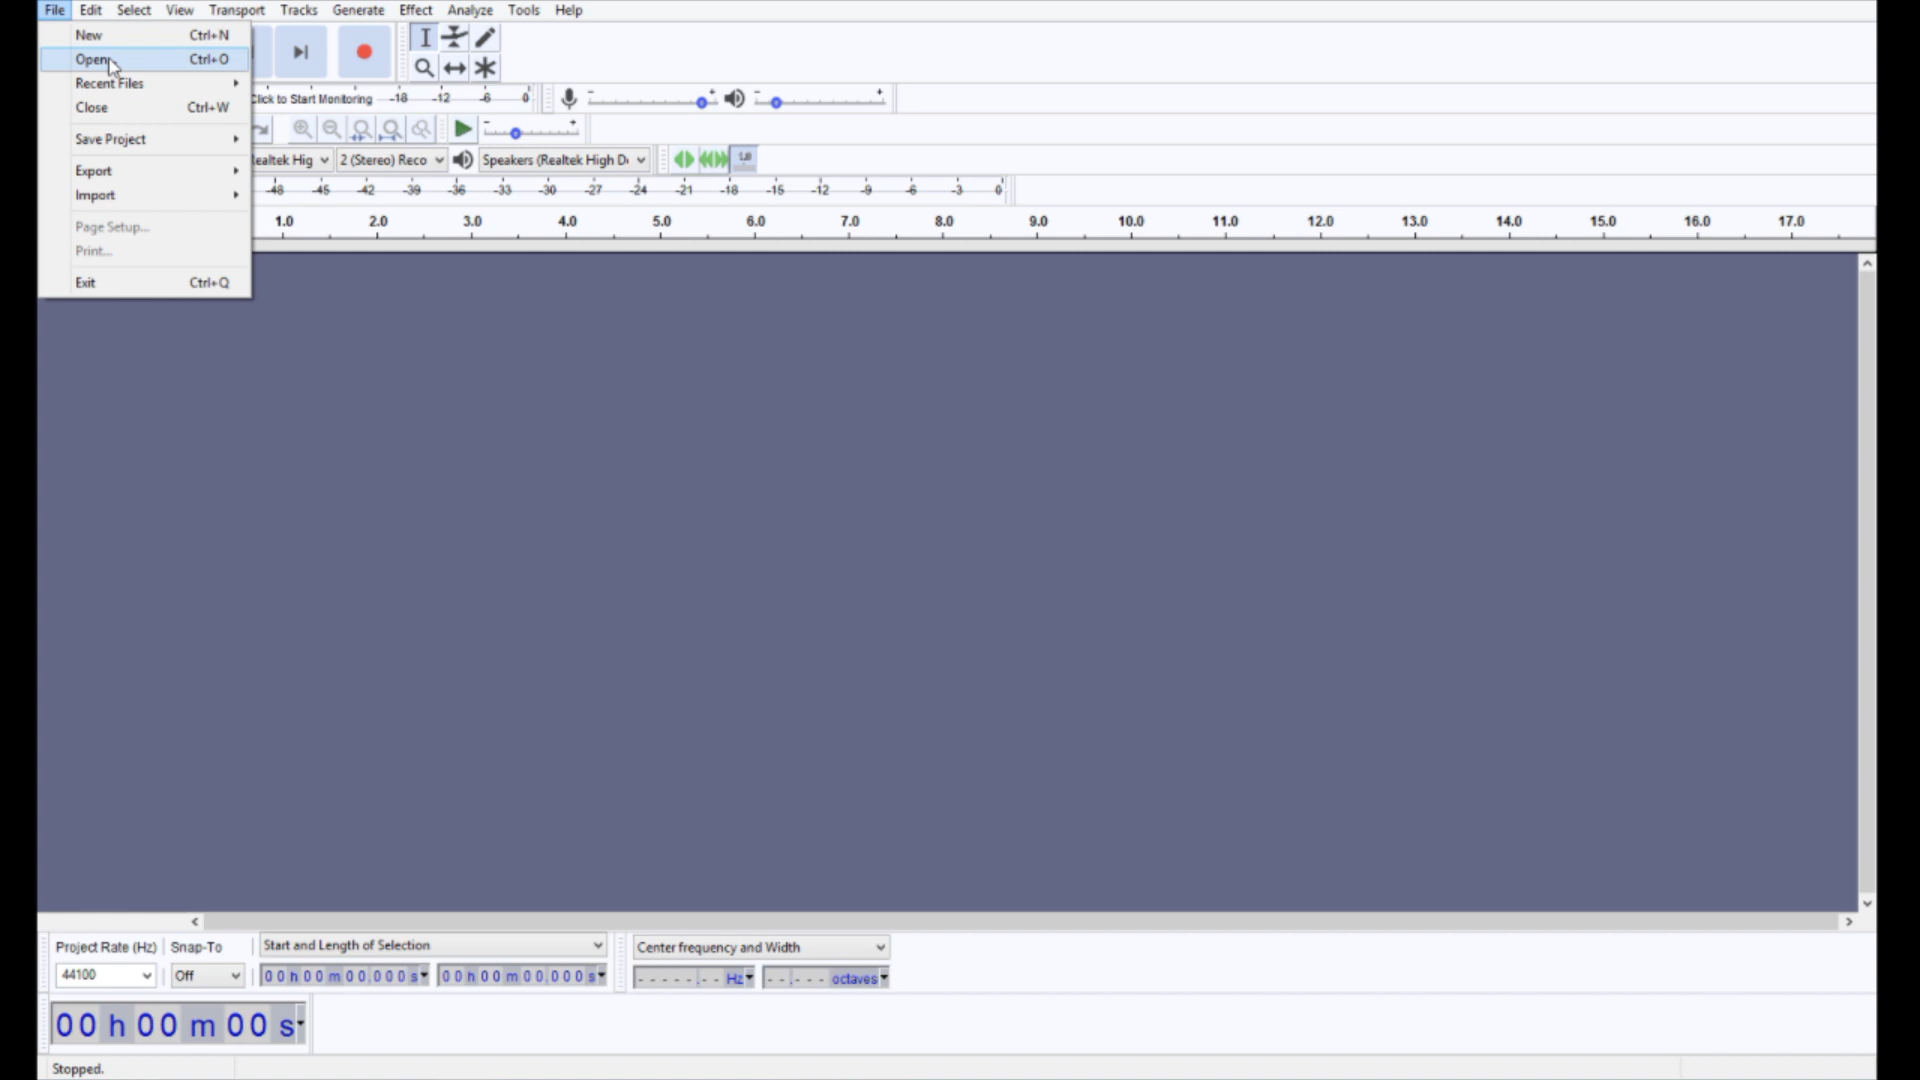 File Edit Select View Transport Tracks Generate Effect Analyze Tools Help
New Ctrl+N
Open... Ctrl+O
Recent Files
Close Ctrl+W
Save Project
Export
Import
Page Setup...
Print...
Exit Ctrl+Q
Click to Start Monitoring -18 -12 -6 0
2 (Stereo) Reco Speakers (Realtek High D
-48 -45 -42 -39 -36 -33 -30 -27 -24 -21 -18 -15 -12 -9 -6 -3 0
1.0 2.0 3.0 4.0 5.0 6.0 7.0 8.0 9.0 10.0 11.0 12.0 13.0 14.0 15.0 16.0 17.0
Project Rate (Hz) Snap-To Start and Length of Selection Center frequency and Width
44100 Off 00 h 00 m 00.000 s 00 h 00 m 00.000 s Hz octaves
00 h 00 m 00 s
Stopped.